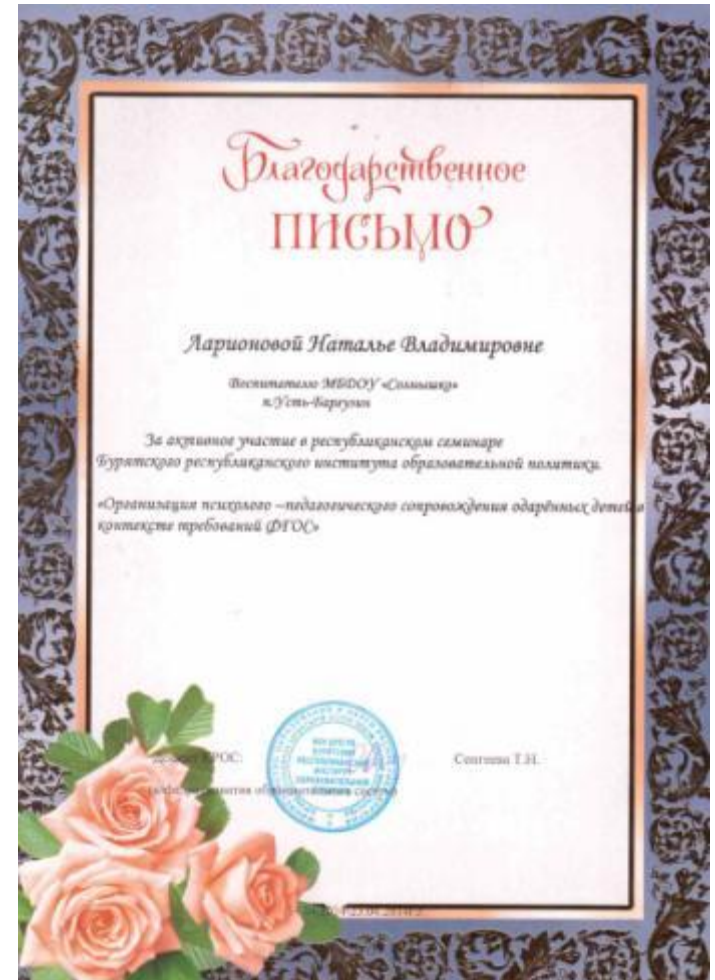 Благодарственное
ПИСЬМО
Ларионовой Наталье Владимировне
Воспитателю МБДОУ «Солнышко»
п.Усть-Баргузин
За активное участие в республиканском семинаре
Бурятского республиканского института образовательной политики.
«Организация психолого –педагогического сопровождения одарённых детей в
контексте требований ФГОС»
РОС: